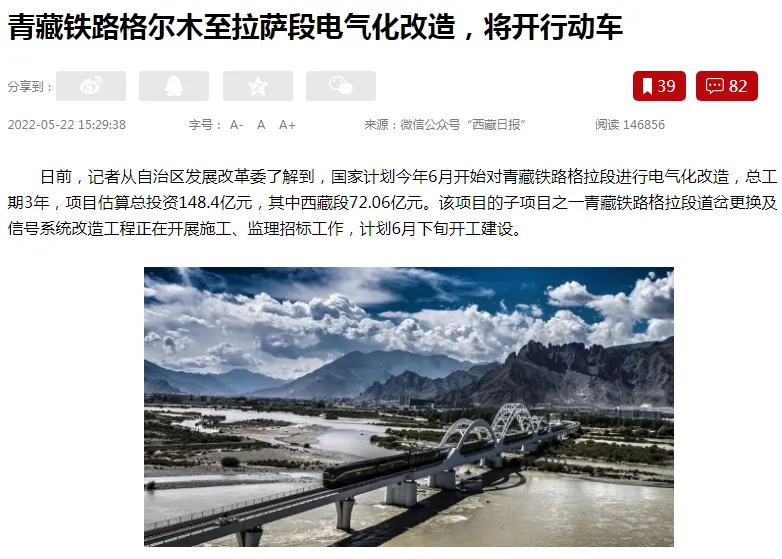 青藏铁路格尔木至拉萨段电气化改造，将开行动车
分享到： 39 82
2022-05-22 15:29:38 字号： A- A A+ 来源：微信公众号“西藏日报” 阅读 146856
日前，记者从自治区发展改革委了解到，国家计划今年6月开始对青藏铁路格拉段进行电气化改造，总工
期3年，项目估算总投资148.4亿元，其中西藏段72.06亿元。该项目的子项目之一青藏铁路格拉段道岔更换及
信号系统改造工程正在开展施工、监理招标工作，计划6月下旬开工建设。